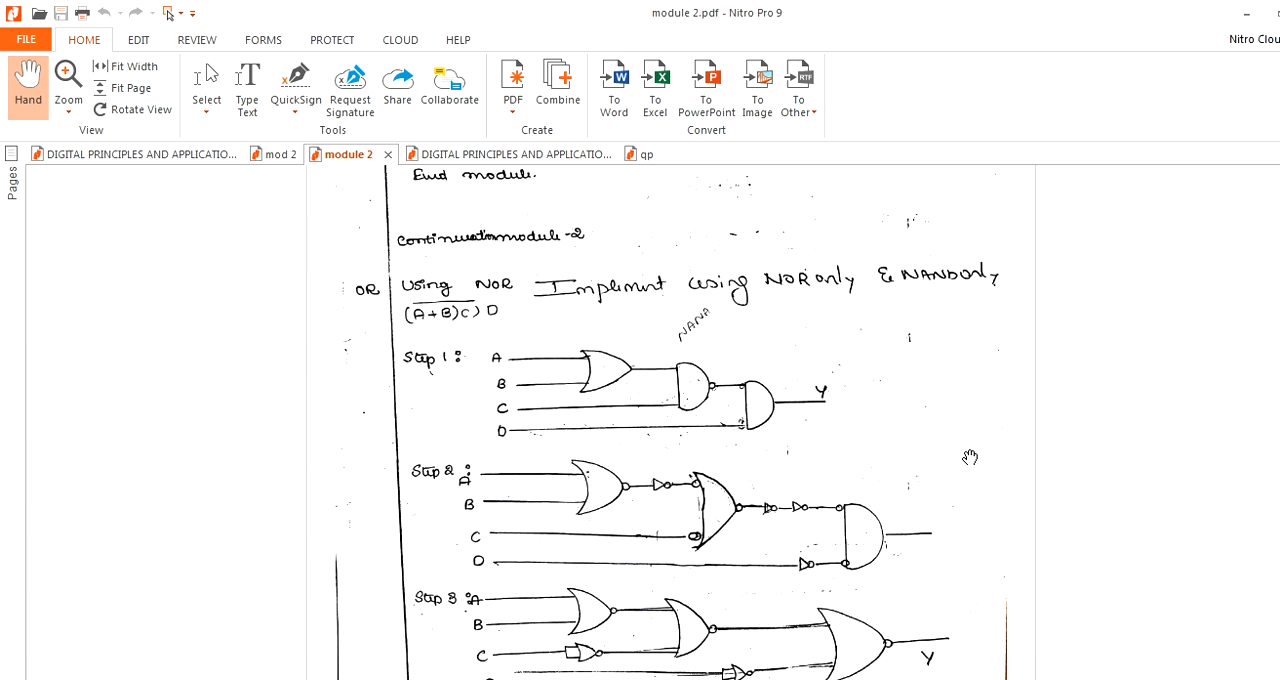 module 2.pdf - Nitro Pro 9
FILE HOME EDIT REVIEW FORMS PROTECT CLOUD HELP Nitro Clou
Hand Zoom Fit Width Fit Page Rotate View
View
Select Type Text QuickSign Request Signature Share Collaborate
Tools
PDF Combine
Create
To Word To Excel To PowerPoint To Image To Other
Convert
DIGITAL PRINCIPLES AND APPLICATIO... mod 2 module 2 DIGITAL PRINCIPLES AND APPLICATIO... qp
Pages
End module.
continuation module-2
OR Using NOR Implement using NOR only & NAND only
(A+B)C) D
Step 1: A
B
C
D
Y
Step 2: A
B
C
D
Step 3: A
B
C
Y